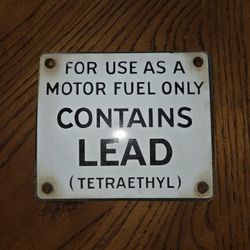 FOR USE AS A
MOTOR FUEL ONLY
CONTAINS
LEAD
(TETRAETHYL)